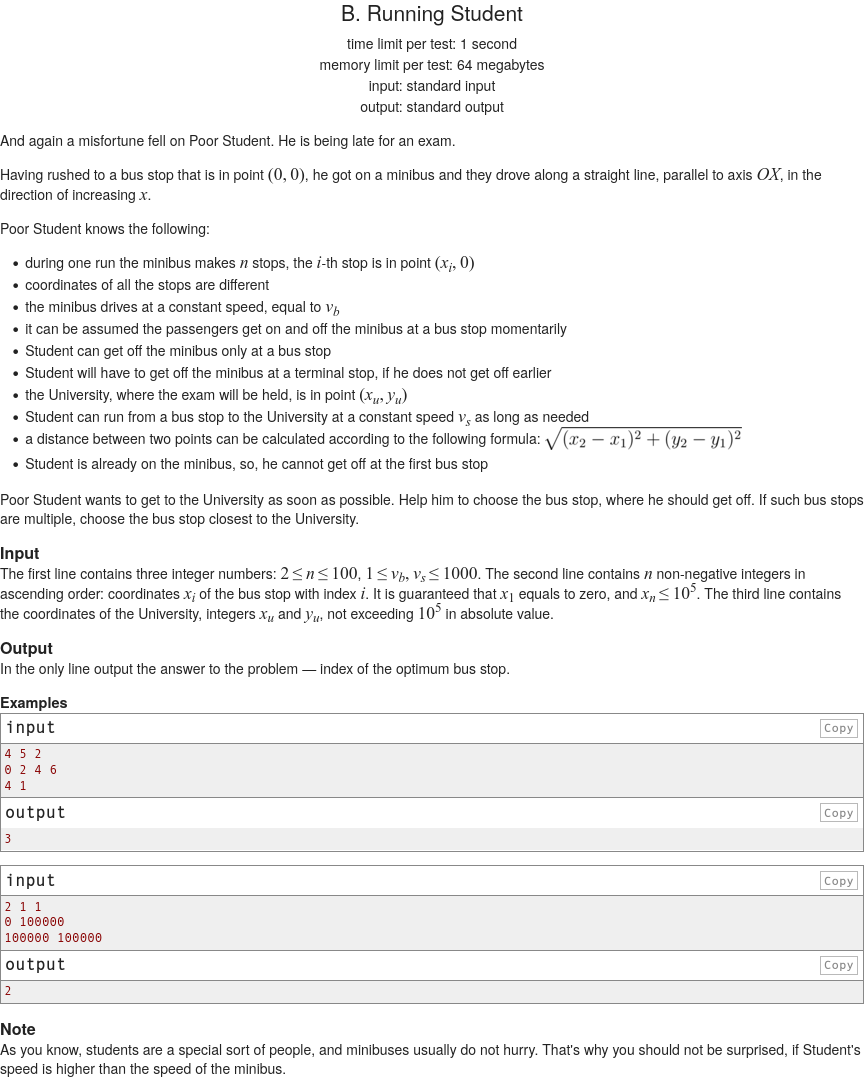 B. Running Student
time limit per test: 1 second
memory limit per test: 64 megabytes
input: standard input
output: standard output
And again a misfortune fell on Poor Student. He is being late for an exam.
Having rushed to a bus stop that is in point (0, 0), he got on a minibus and they drove along a straight line, parallel to axis OX, in the
direction of increasing x.
Poor Student knows the following:
• during one run the minibus makes n stops, the i-th stop is in point (x_i, 0)
• coordinates of all the stops are different
• the minibus drives at a constant speed, equal to v_b
• it can be assumed the passengers get on and off the minibus at a bus stop momentarily
• Student can get off the minibus only at a bus stop
• Student will have to get off the minibus at a terminal stop, if he does not get off earlier
• the University, where the exam will be held, is in point (x_u, y_u)
• Student can run from a bus stop to the University at a constant speed v_s as long as needed
• a distance between two points can be calculated according to the following formula: √((x_2 − x_1)^2 + (y_2 − y_1)^2)
• Student is already on the minibus, so, he cannot get off at the first bus stop
Poor Student wants to get to the University as soon as possible. Help him to choose the bus stop, where he should get off. If such bus stops
are multiple, choose the bus stop closest to the University.
Input
The first line contains three integer numbers: 2 ≤ n ≤ 100, 1 ≤ v_b, v_s ≤ 1000. The second line contains n non-negative integers in
ascending order: coordinates x_i of the bus stop with index i. It is guaranteed that x_1 equals to zero, and x_n ≤ 10^5. The third line contains
the coordinates of the University, integers x_u and y_u, not exceeding 10^5 in absolute value.
Output
In the only line output the answer to the problem — index of the optimum bus stop.
Examples
input Copy
4 5 2
0 2 4 6
4 1
output Copy
3
input Copy
2 1 1
0 100000
100000 100000
output Copy
2
Note
As you know, students are a special sort of people, and minibuses usually do not hurry. That's why you should not be surprised, if Student's
speed is higher than the speed of the minibus.